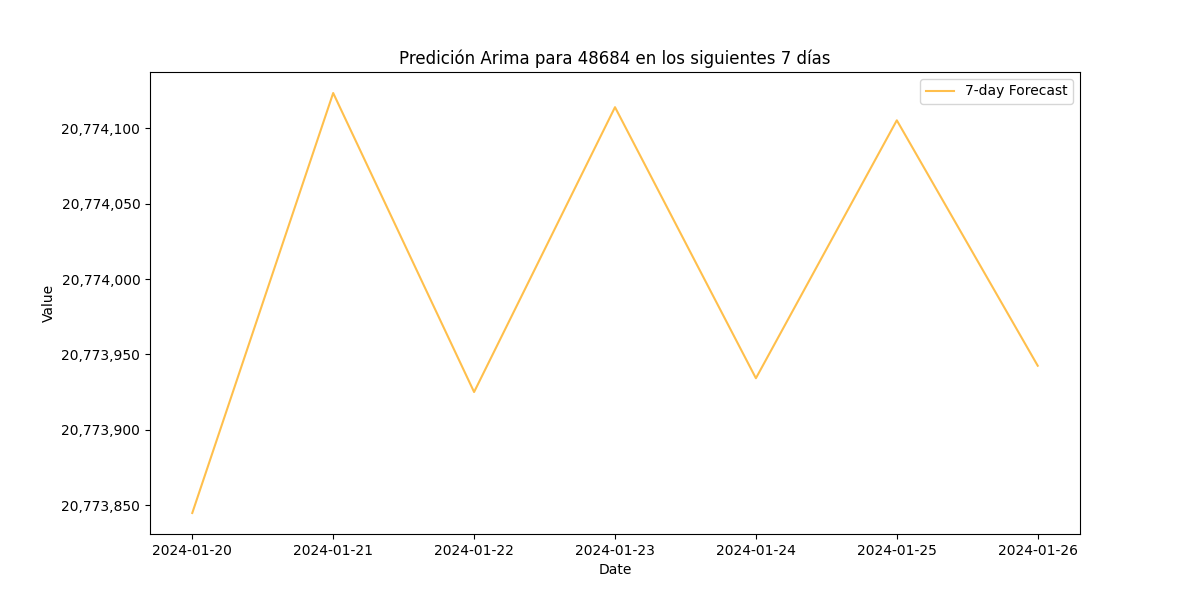 Predición Arima para 48684 en los siguientes 7 días
7-day Forecast
20,774,100
20,774,050
20,774,000
20,773,950
20,773,900
20,773,850
Value
2024-01-20 2024-01-21 2024-01-22 2024-01-23 2024-01-24 2024-01-25 2024-01-26
Date